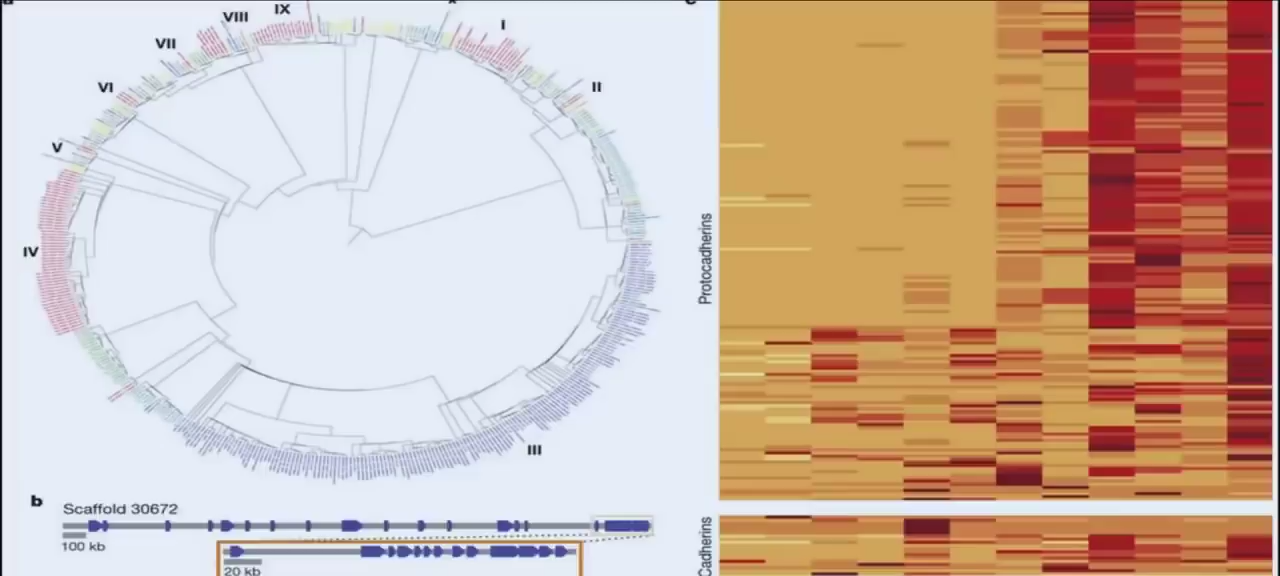 IX
VIII
I
VII
VI
II
V
IV
III
b
Scaffold 30672
100 kb
20 kb
Protocadherins
Cadherins